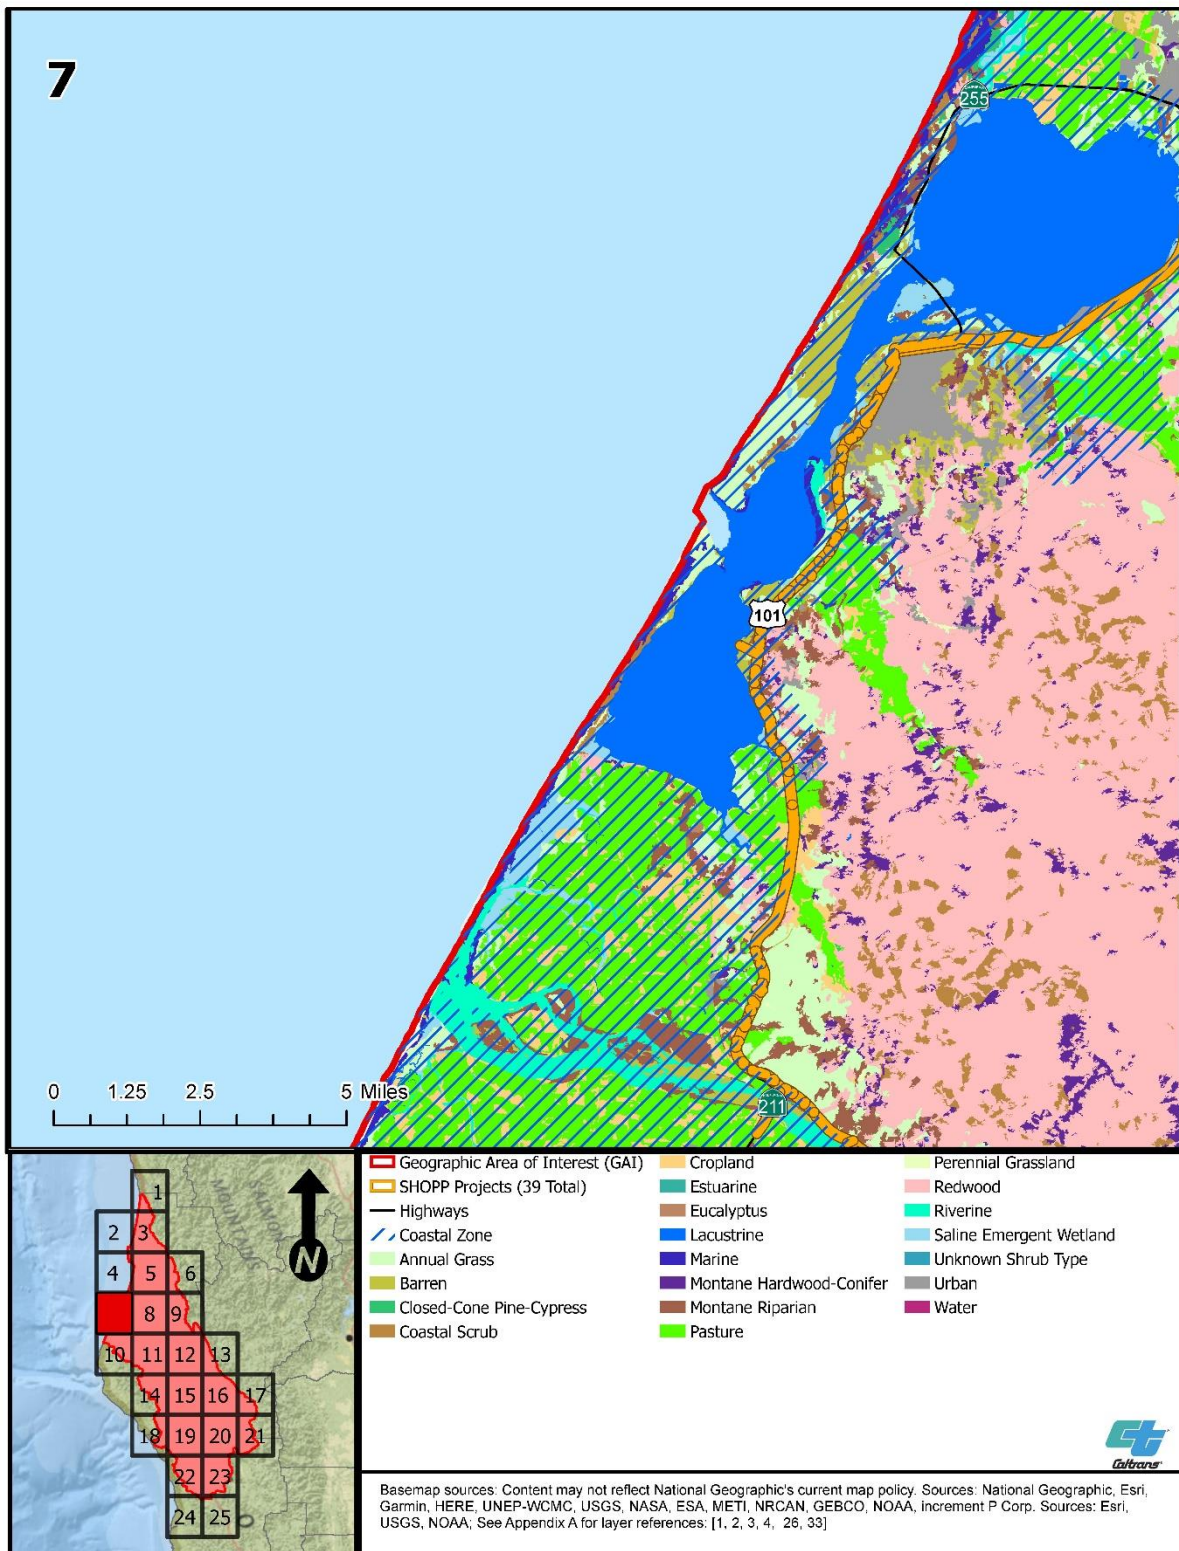 7
255
101
211
0 1.25 2.5 5 Miles
Geographic Area of Interest (GAI)
SHOPP Projects (39 Total)
Highways
Coastal Zone
Annual Grass
Barren
Closed-Cone Pine-Cypress
Coastal Scrub
Cropland
Estuarine
Eucalyptus
Lacustrine
Marine
Montane Hardwood-Conifer
Montane Riparian
Pasture
Perennial Grassland
Redwood
Riverine
Saline Emergent Wetland
Unknown Shrub Type
Urban
Water
SALMON
MOUNTAINS
N
1
2 3
4 5 6
8 9
10 11 12 13
14 15 16 17
18 19 20 21
22 23
24 25
Caltrans
Basemap sources: Content may not reflect National Geographic's current map policy. Sources: National Geographic, Esri,
Garmin, HERE, UNEP-WCMC, USGS, NASA, ESA, METI, NRCAN, GEBCO, NOAA, increment P Corp. Sources: Esri,
USGS, NOAA; See Appendix A for layer references: [1, 2, 3, 4, 26, 33]